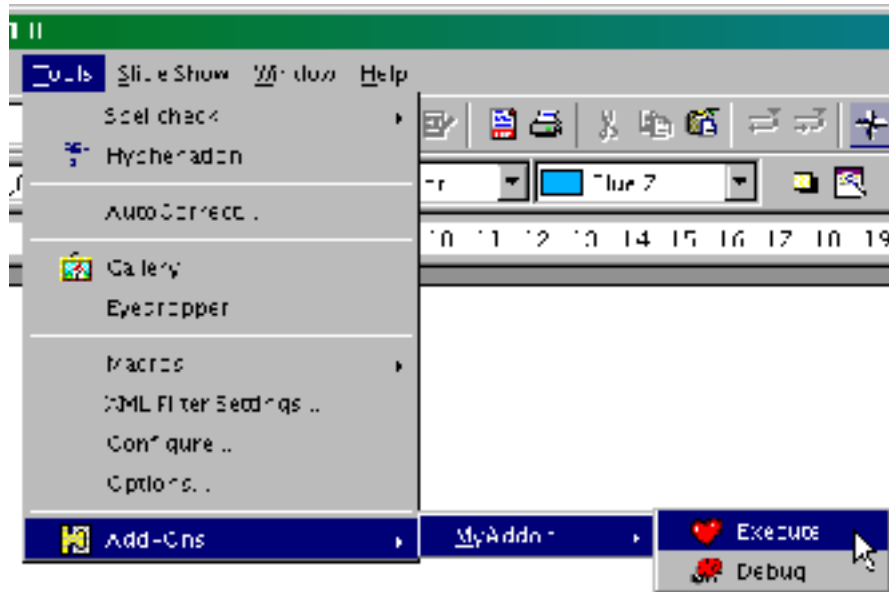 Tools Slide Show Window Help
Spellcheck
Hyphenation
Blue 7
AutoCorrect...
10 11 12 13 14 15 16 17 18 19
Gallery
Eyedropper
Macros
XML Filter Settings...
Configure...
Options...
Add-Ons MyAddon Execute
Debug